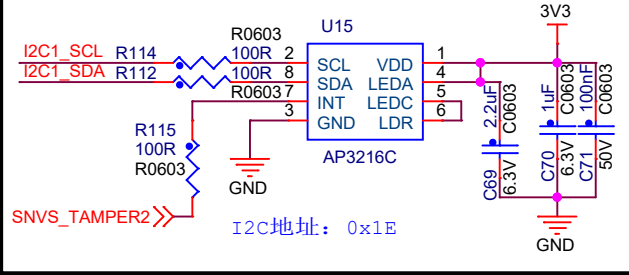 3V3
R0603
U15
I2C1_SCL R114 100R 2 SCL VDD 1
I2C1_SDA R112 100R 8 SDA LEDA 4
R0603 7 INT LEDC 5
3 GND LDR 6
AP3216C
R115
100R
R0603
GND
SNVS_TAMPER2
I2C地址: 0x1E
C69 2.2uF 6.3V C0603
C70 1uF 6.3V C0603
C71 100nF 50V C0603
GND